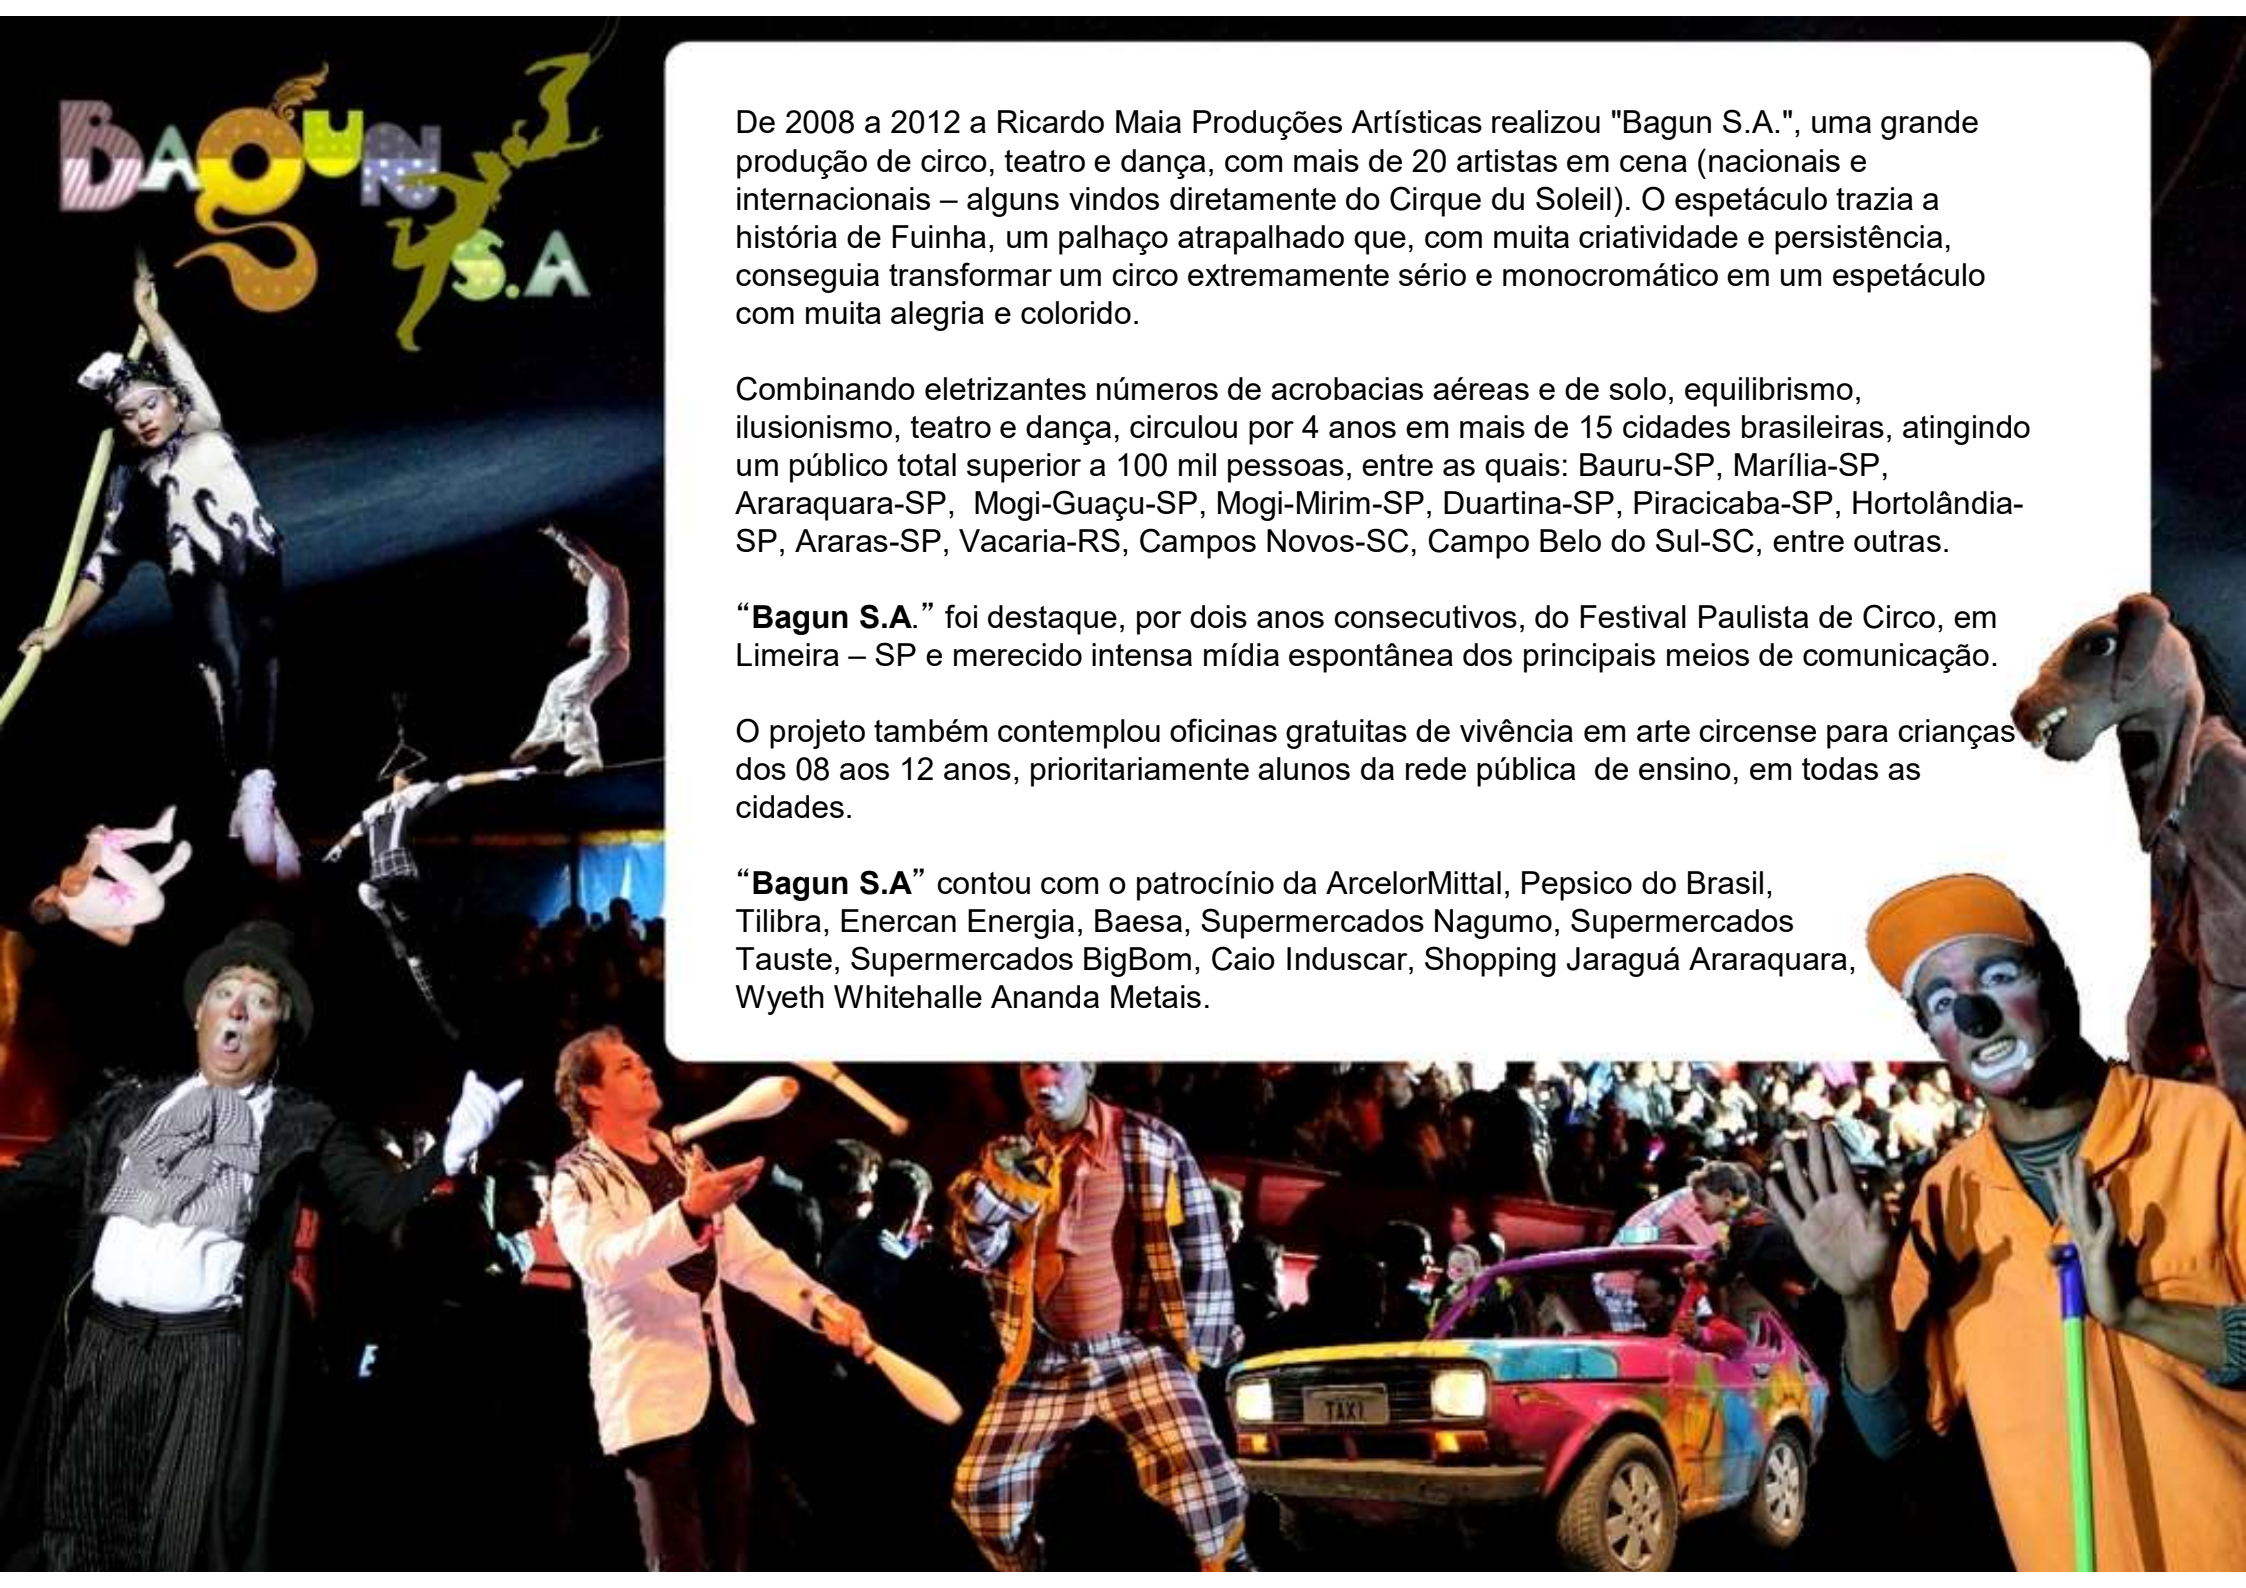 BAGUN
S.A
De 2008 a 2012 a Ricardo Maia Produções Artísticas realizou "Bagun S.A.", uma grande
produção de circo, teatro e dança, com mais de 20 artistas em cena (nacionais e
internacionais – alguns vindos diretamente do Cirque du Soleil). O espetáculo trazia a
história de Fuinha, um palhaço atrapalhado que, com muita criatividade e persistência,
conseguia transformar um circo extremamente sério e monocromático em um espetáculo
com muita alegria e colorido.
Combinando eletrizantes números de acrobacias aéreas e de solo, equilibrismo,
ilusionismo, teatro e dança, circulou por 4 anos em mais de 15 cidades brasileiras, atingindo
um público total superior a 100 mil pessoas, entre as quais: Bauru-SP, Marília-SP,
Araraquara-SP, Mogi-Guaçu-SP, Mogi-Mirim-SP, Duartina-SP, Piracicaba-SP, Hortolândia-
SP, Araras-SP, Vacaria-RS, Campos Novos-SC, Campo Belo do Sul-SC, entre outras.
“Bagun S.A.” foi destaque, por dois anos consecutivos, do Festival Paulista de Circo, em
Limeira – SP e merecido intensa mídia espontânea dos principais meios de comunicação.
O projeto também contemplou oficinas gratuitas de vivência em arte circense para crianças
dos 08 aos 12 anos, prioritariamente alunos da rede pública de ensino, em todas as
cidades.
“Bagun S.A” contou com o patrocínio da ArcelorMittal, Pepsico do Brasil,
Tilibra, Enercan Energia, Baesa, Supermercados Nagumo, Supermercados
Tauste, Supermercados BigBom, Caio Induscar, Shopping Jaraguá Araraquara,
Wyeth Whitehalle Ananda Metais.
E
TAXI